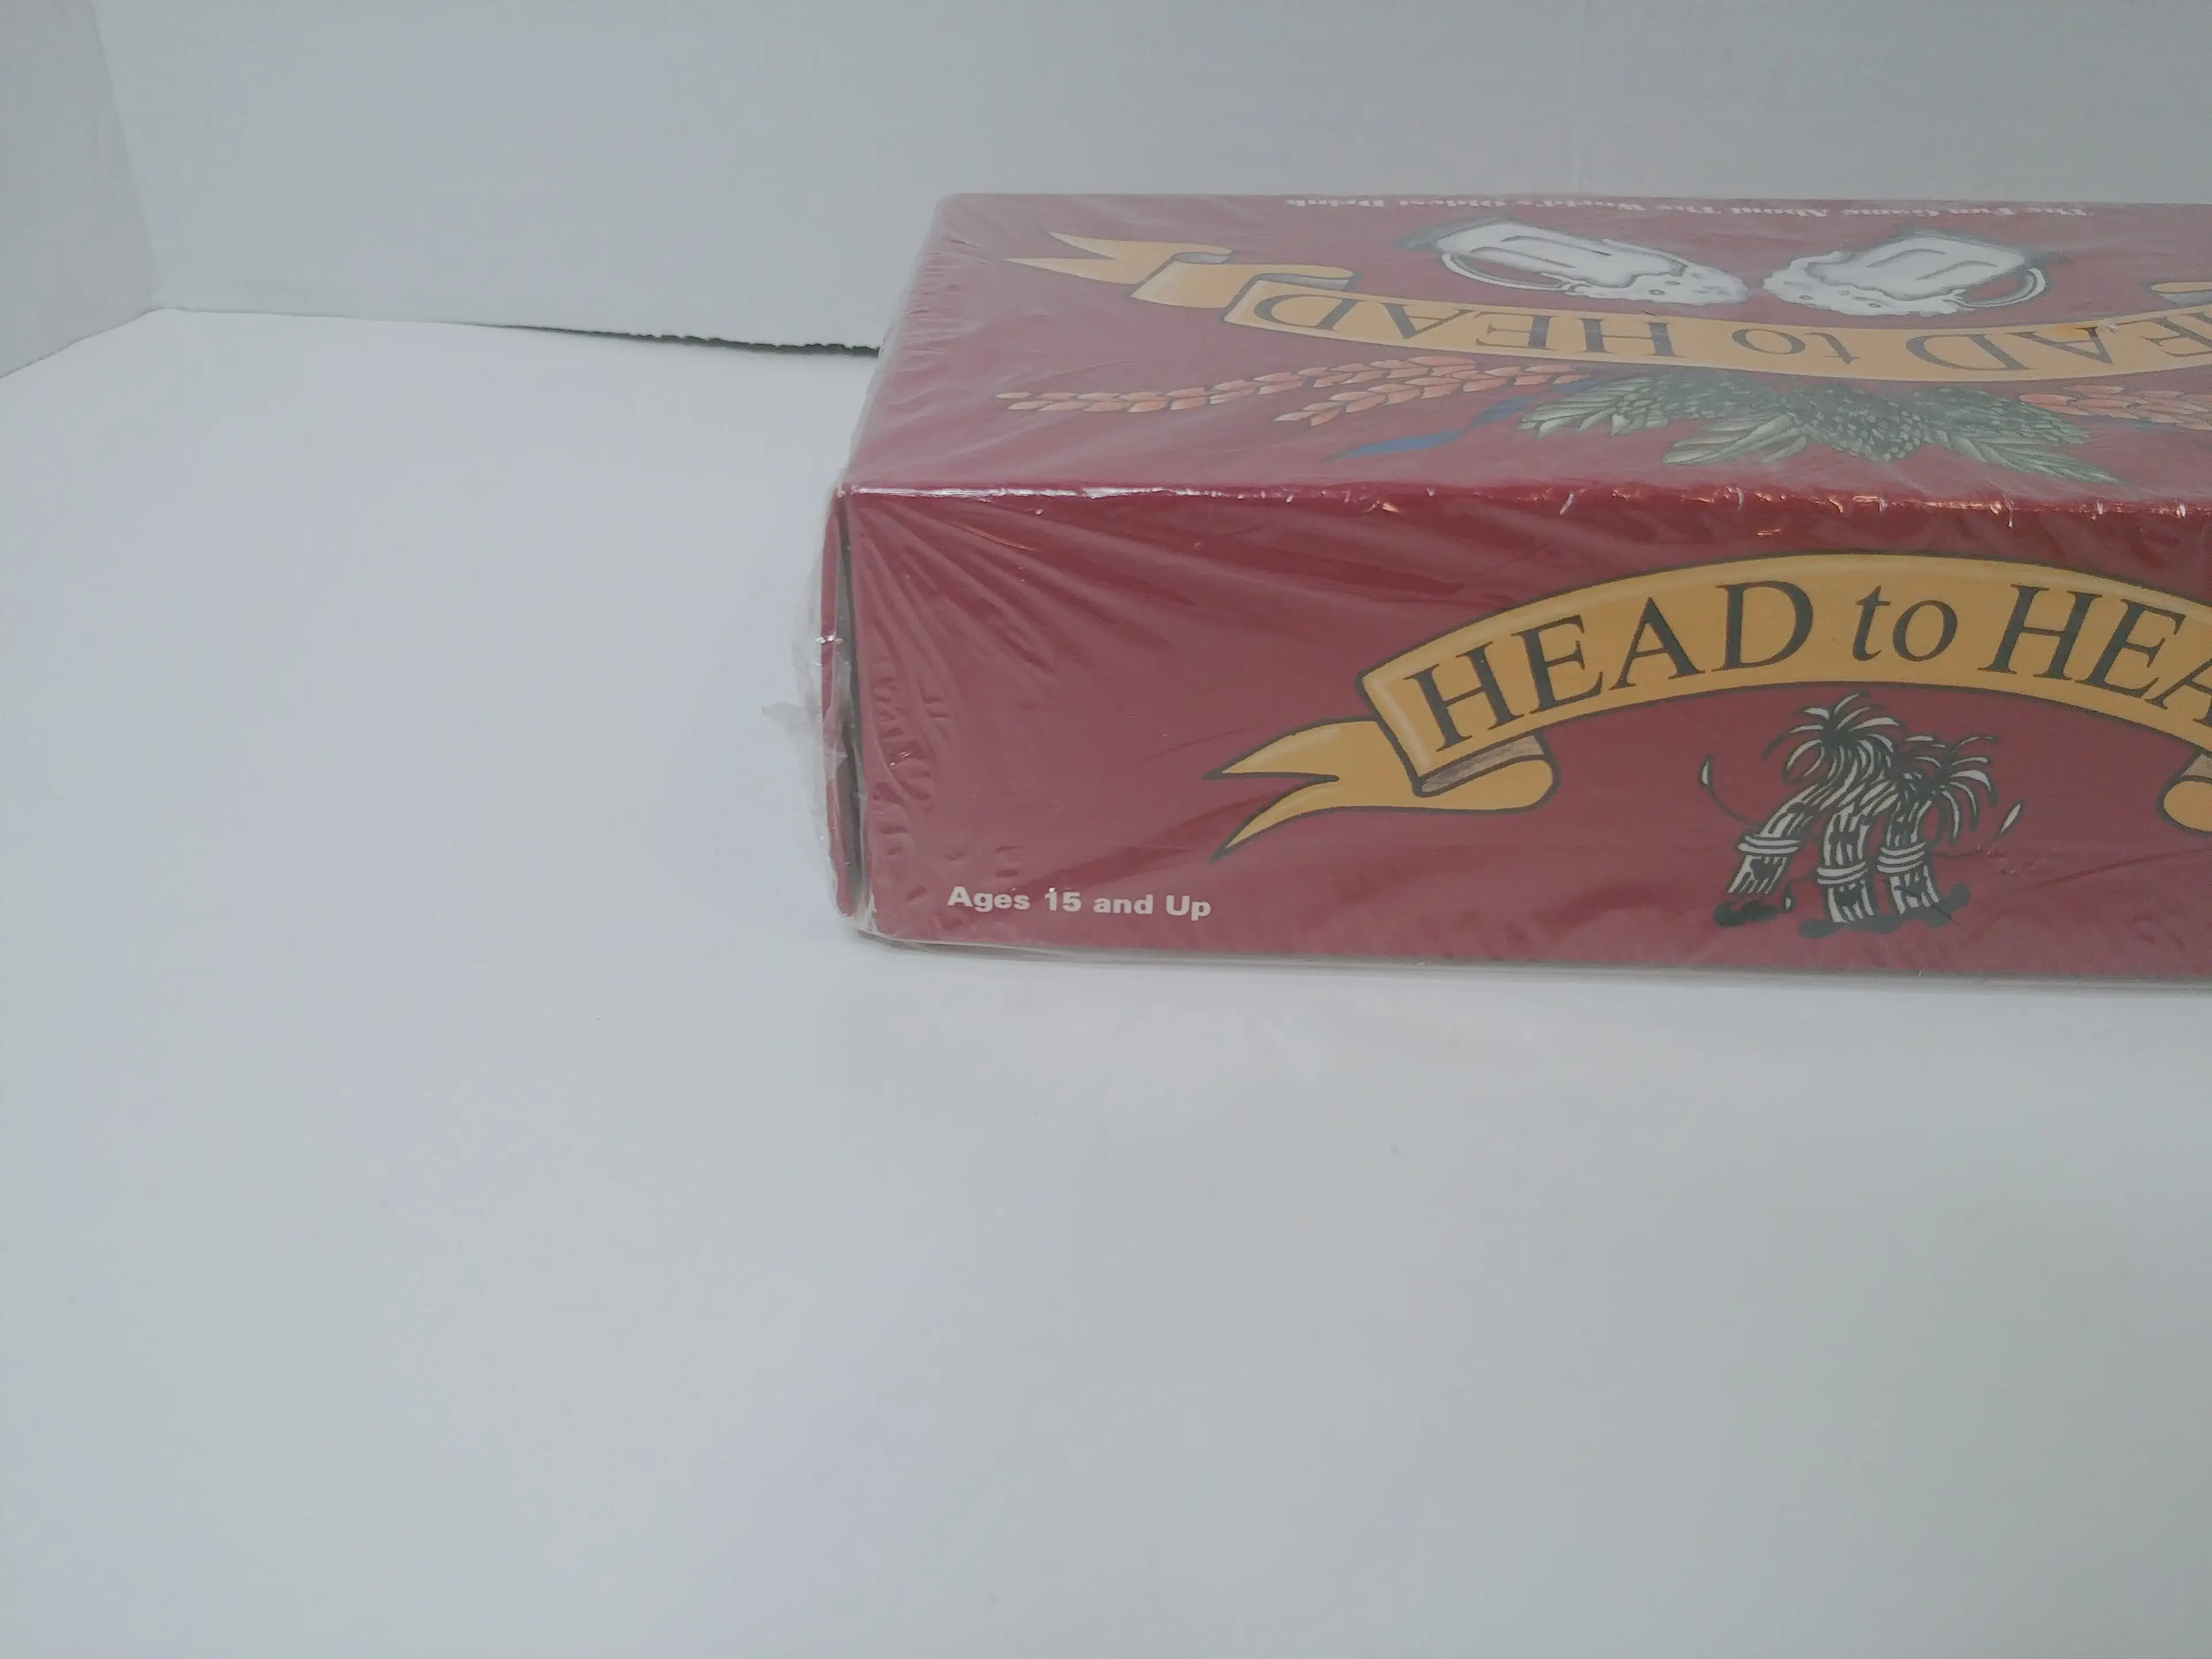 The Fun Game About The World's Oldest Drink
HEAD to HEAD
HEAD to HEA
Ages 15 and Up